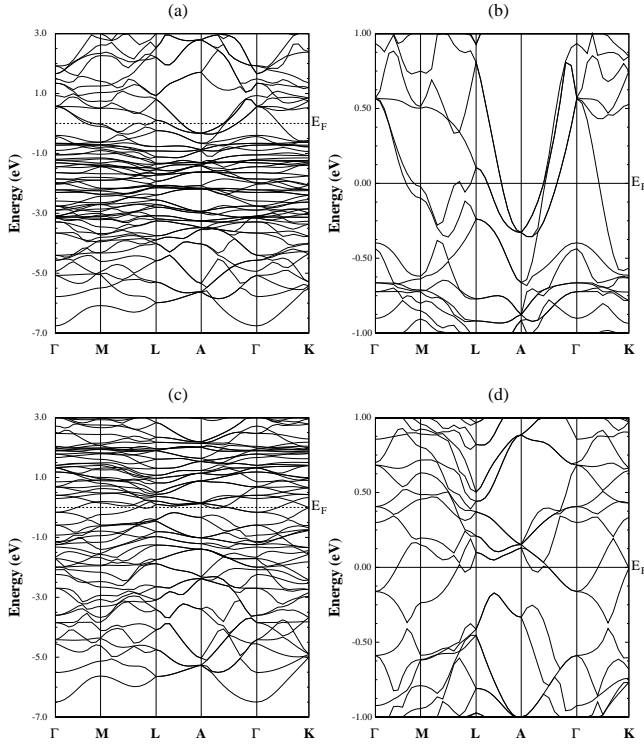 (a)
(b)
3.0
1.0
-1.0
-3.0
-5.0
-7.0
Energy (eV)
E_F
Γ M L A Γ K
1.00
0.50
0.00
-0.50
-1.00
Energy (eV)
E_F
Γ M L A Γ K
(c)
(d)
3.0
1.0
-1.0
-3.0
-5.0
-7.0
Energy (eV)
E_F
Γ M L A Γ K
1.00
0.50
0.00
-0.50
-1.00
Energy (eV)
E_F
Γ M L A Γ K